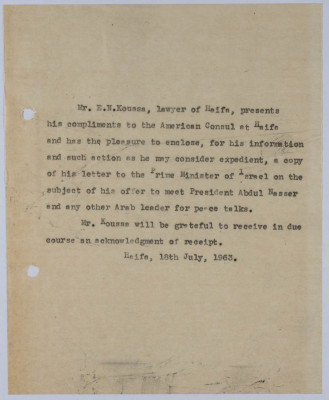 Mr. E.N.Koussa, lawyer of Haifa, presents
his compliments to the American Consul at Haifa
and has the pleasure to enclose, for his information
and such action as he may consider expedient, a copy
of his letter to the Prime Minister of Israel on the
subject of his offer to meet President Abdul Nasser
and any other Arab leader for peace talks.
Mr. Koussa will be grateful to receive in due
course an acknowledgment of receipt.
Haifa, 18th July, 1963.